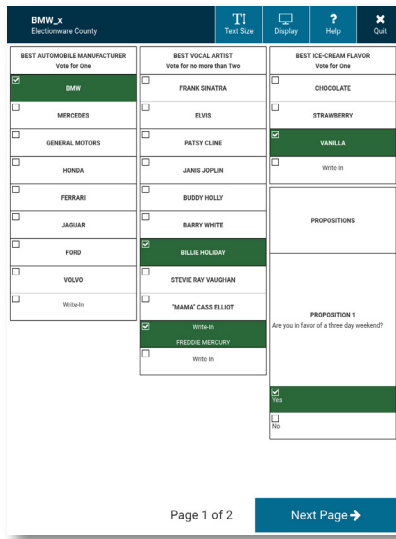 BMW_x
Electionware County
T!
Text Size
Display
?
Help
Quit
BEST AUTOMOBILE MANUFACTURER
Vote for One
BMW
MERCEDES
GENERAL MOTORS
HONDA
FERRARI
JAGUAR
FORD
VOLVO
Write-In
BEST VOCAL ARTIST
Vote for no more than Two
FRANK SINATRA
ELVIS
PATSY CLINE
JANIS JOPLIN
BUDDY HOLLY
BARRY WHITE
BILLIE HOLIDAY
STEVIE RAY VAUGHAN
"MAMA" CASS ELLIOT
Write-In
FREDDIE MERCURY
Write-In
BEST ICE-CREAM FLAVOR
Vote for One
CHOCOLATE
STRAWBERRY
VANILLA
Write-In
PROPOSITIONS
PROPOSITION 1
Are you in favor of a three day weekend?
Yes
No
Page 1 of 2
Next Page